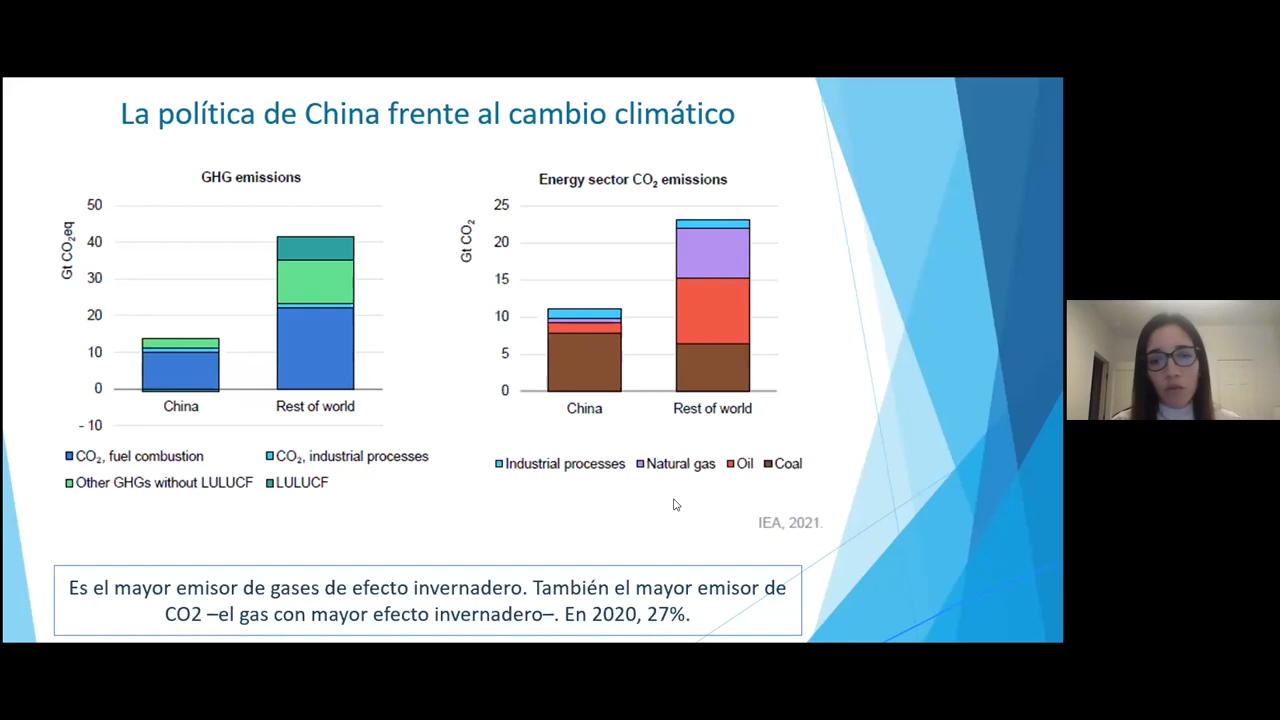 La política de China frente al cambio climático
GHG emissions
Gt CO₂eq
50
40
30
20
10
0
- 10
China
Rest of world
CO₂, fuel combustion
CO₂, industrial processes
Other GHGs without LULUCF
LULUCF
Energy sector CO₂ emissions
Gt CO₂
25
20
15
10
5
0
China
Rest of world
Industrial processes
Natural gas
Oil
Coal
IEA, 2021.
Es el mayor emisor de gases de efecto invernadero. También el mayor emisor de
CO2 –el gas con mayor efecto invernadero–. En 2020, 27%.